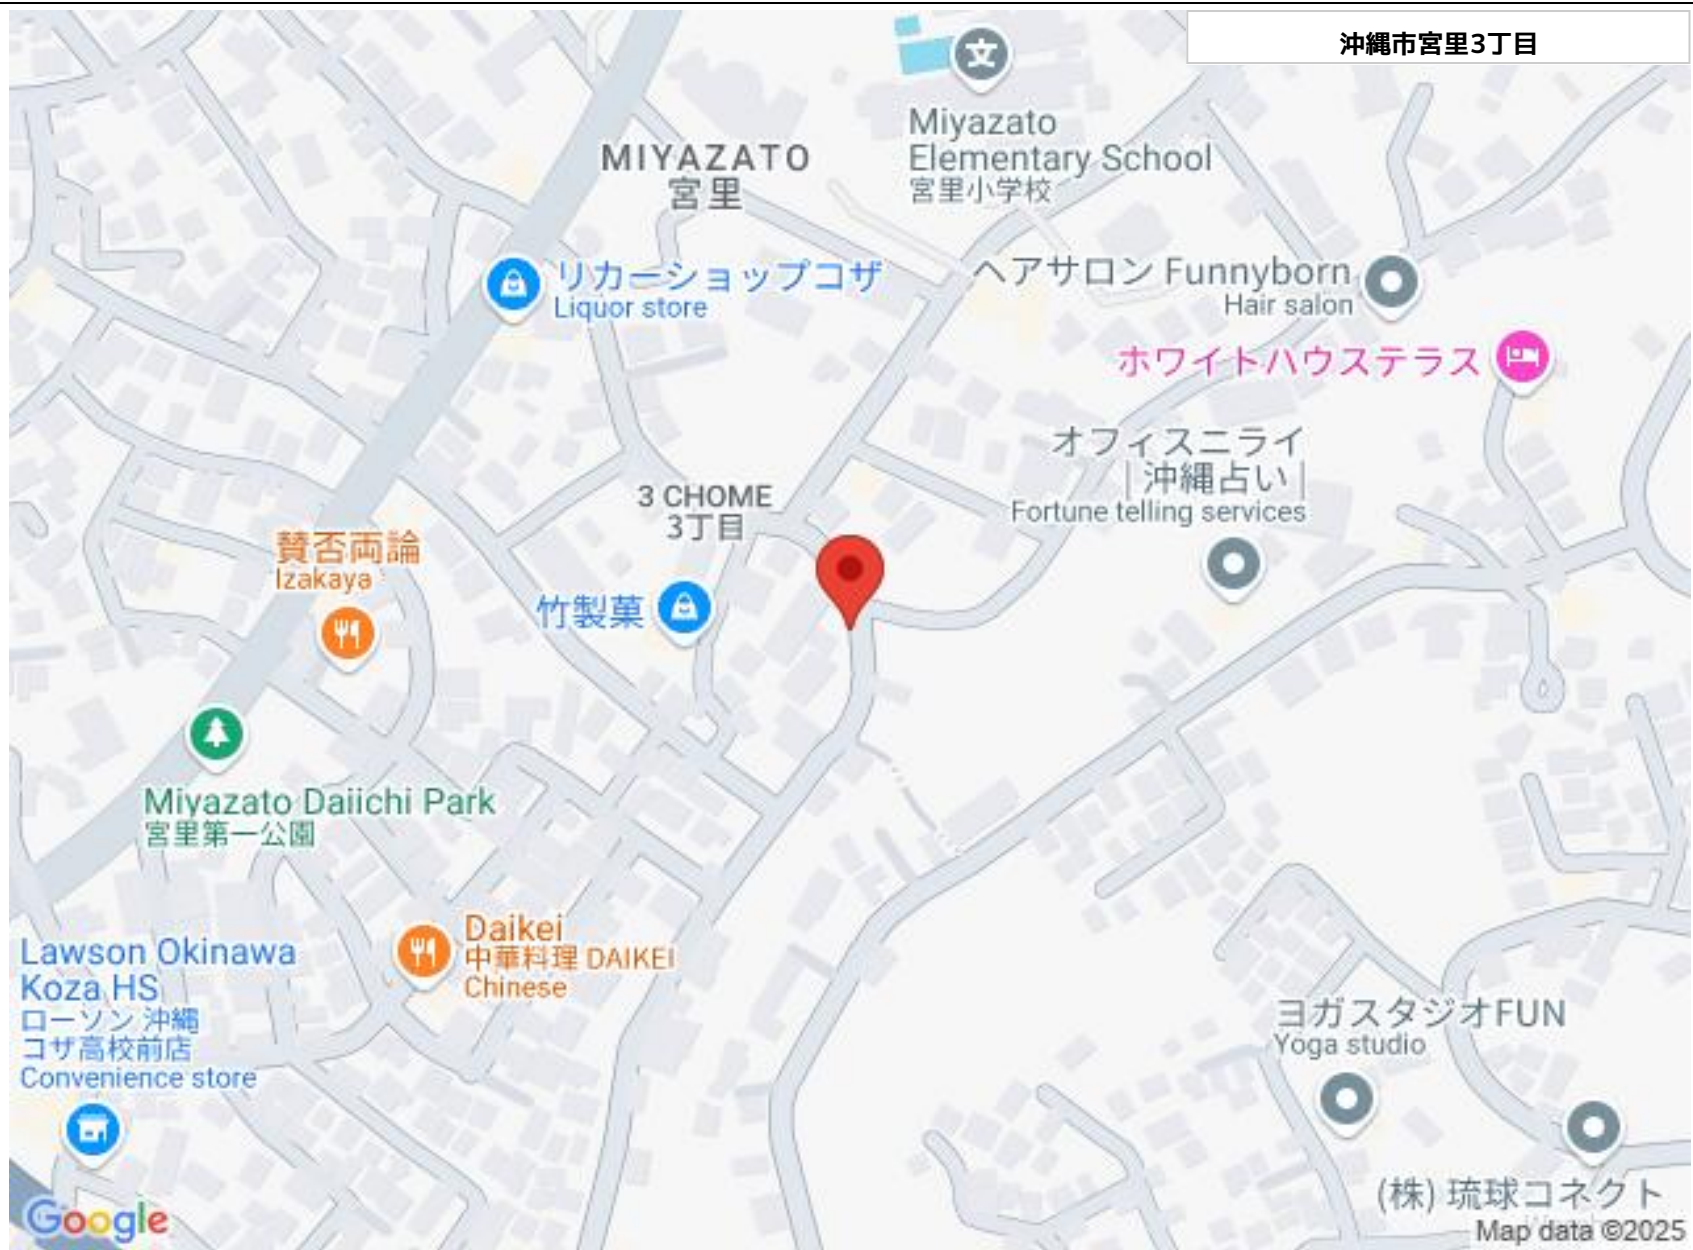 沖縄市宮里3丁目
Miyazato
Elementary School
宮里小学校
MIYAZATO
宮里
リカーショップコザ
Liquor store
ヘアサロン Funnyborn
Hair salon
ホワイトハウステラス
オフィスニライ
| 沖縄占い |
Fortune telling services
3 CHOME
3丁目
賛否両論
Izakaya
竹製菓
Miyazato Daiichi Park
宮里第一公園
Daikei
中華料理 DAIKEI
Chinese
Lawson Okinawa
Koza HS
ローソン 沖縄
コザ高校前店
Convenience store
ヨガスタジオFUN
Yoga studio
(株) 琉球コネクト
Google
Map data ©2025